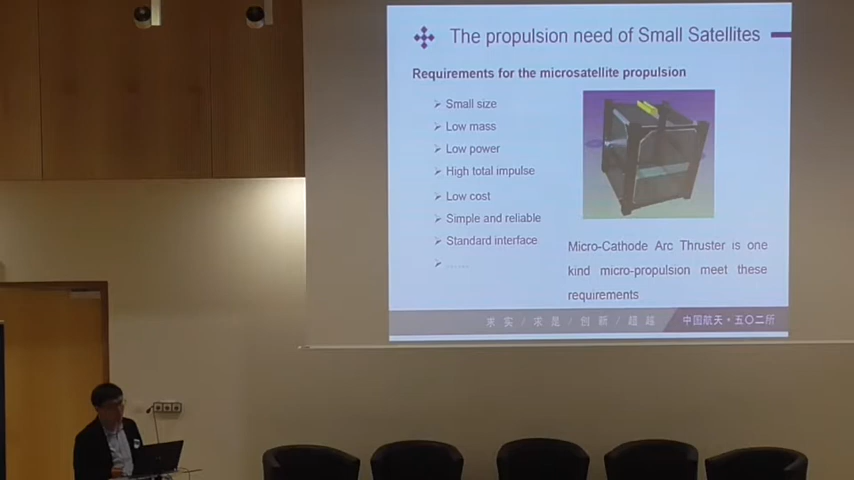 The propulsion need of Small Satellites
Requirements for the microsatellite propulsion
Small size
Low mass
Low power
High total impulse
Low cost
Simple and reliable
Standard interface
……
Micro-Cathode Arc Thruster is one
kind micro-propulsion meet these
requirements
求实 / 求是 / 创新 / 超越
中国航天·五〇二所